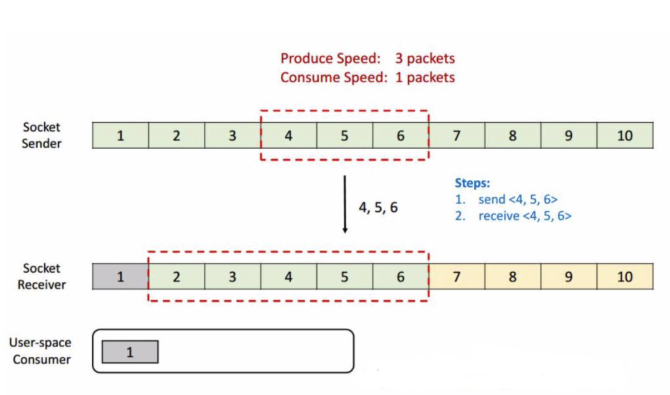 Produce Speed: 3 packets
Consume Speed: 1 packets
Socket
Sender
1 2 3 4 5 6 7 8 9 10
4, 5, 6
Steps:
1. send <4, 5, 6>
2. receive <4, 5, 6>
Socket
Receiver
1 2 3 4 5 6 7 8 9 10
User-space
Consumer
1